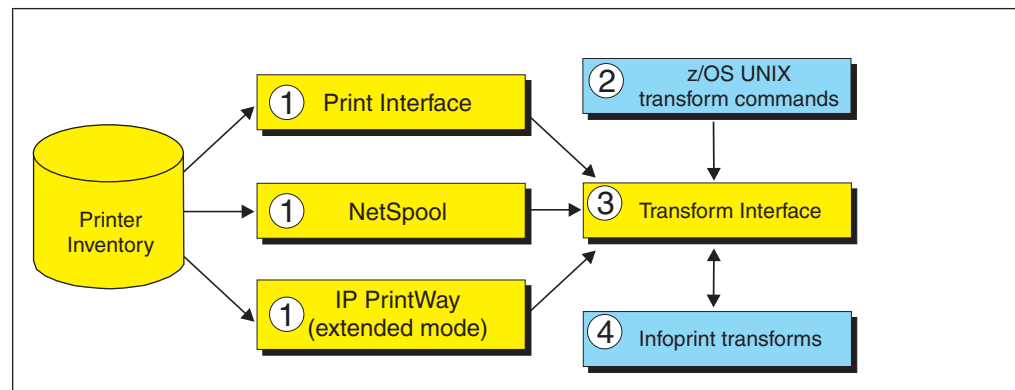 Printer
Inventory
1 Print Interface
1 NetSpool
1 IP PrintWay
(extended mode)
2 z/OS UNIX
transform commands
3 Transform Interface
4 Infoprint transforms